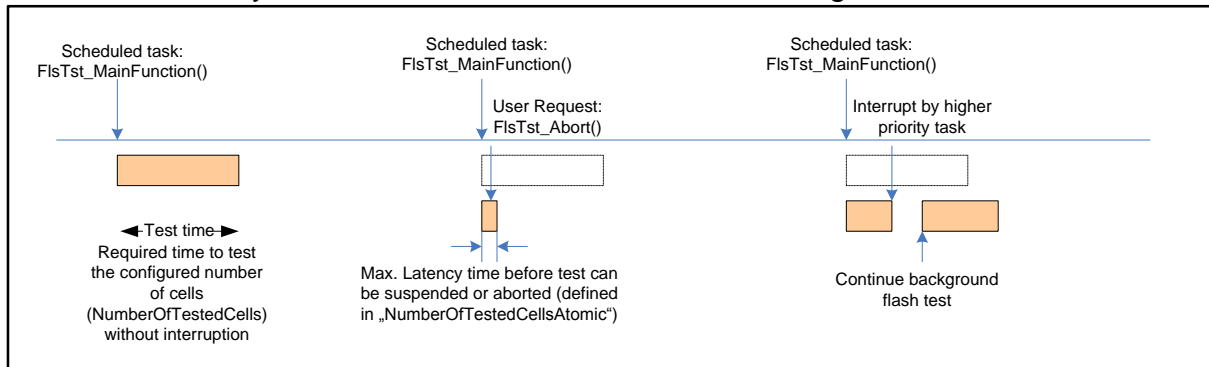 Scheduled task:
FlsTst_MainFunction()
Scheduled task:
FlsTst_MainFunction()
Scheduled task:
FlsTst_MainFunction()
User Request:
FlsTst_Abort()
Interrupt by higher
priority task
Test time
Required time to test
the configured number
of cells
(NumberOfTestedCells)
without interruption
Max. Latency time before test can
be suspended or aborted (defined
in „NumberOfTestedCellsAtomic“)
Continue background
flash test